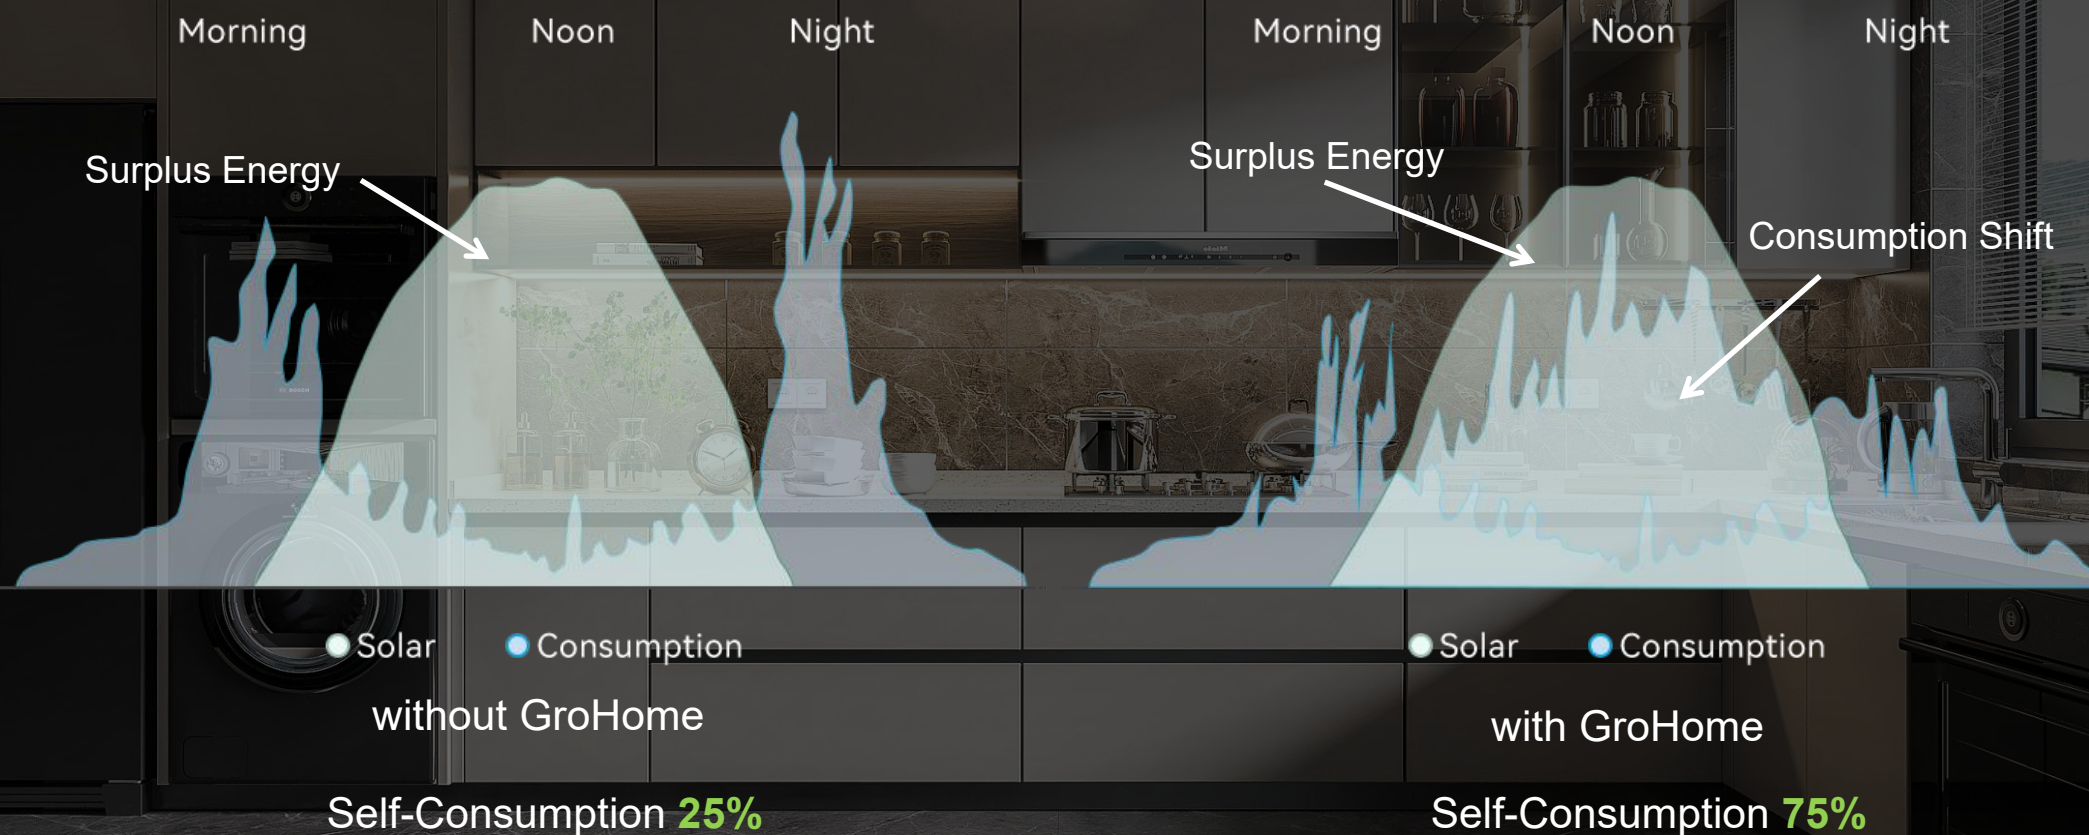 Morning Noon Night
Surplus Energy
Solar Consumption
without GroHome
Self-Consumption 25%
Morning Noon Night
Surplus Energy
Consumption Shift
Solar Consumption
with GroHome
Self-Consumption 75%